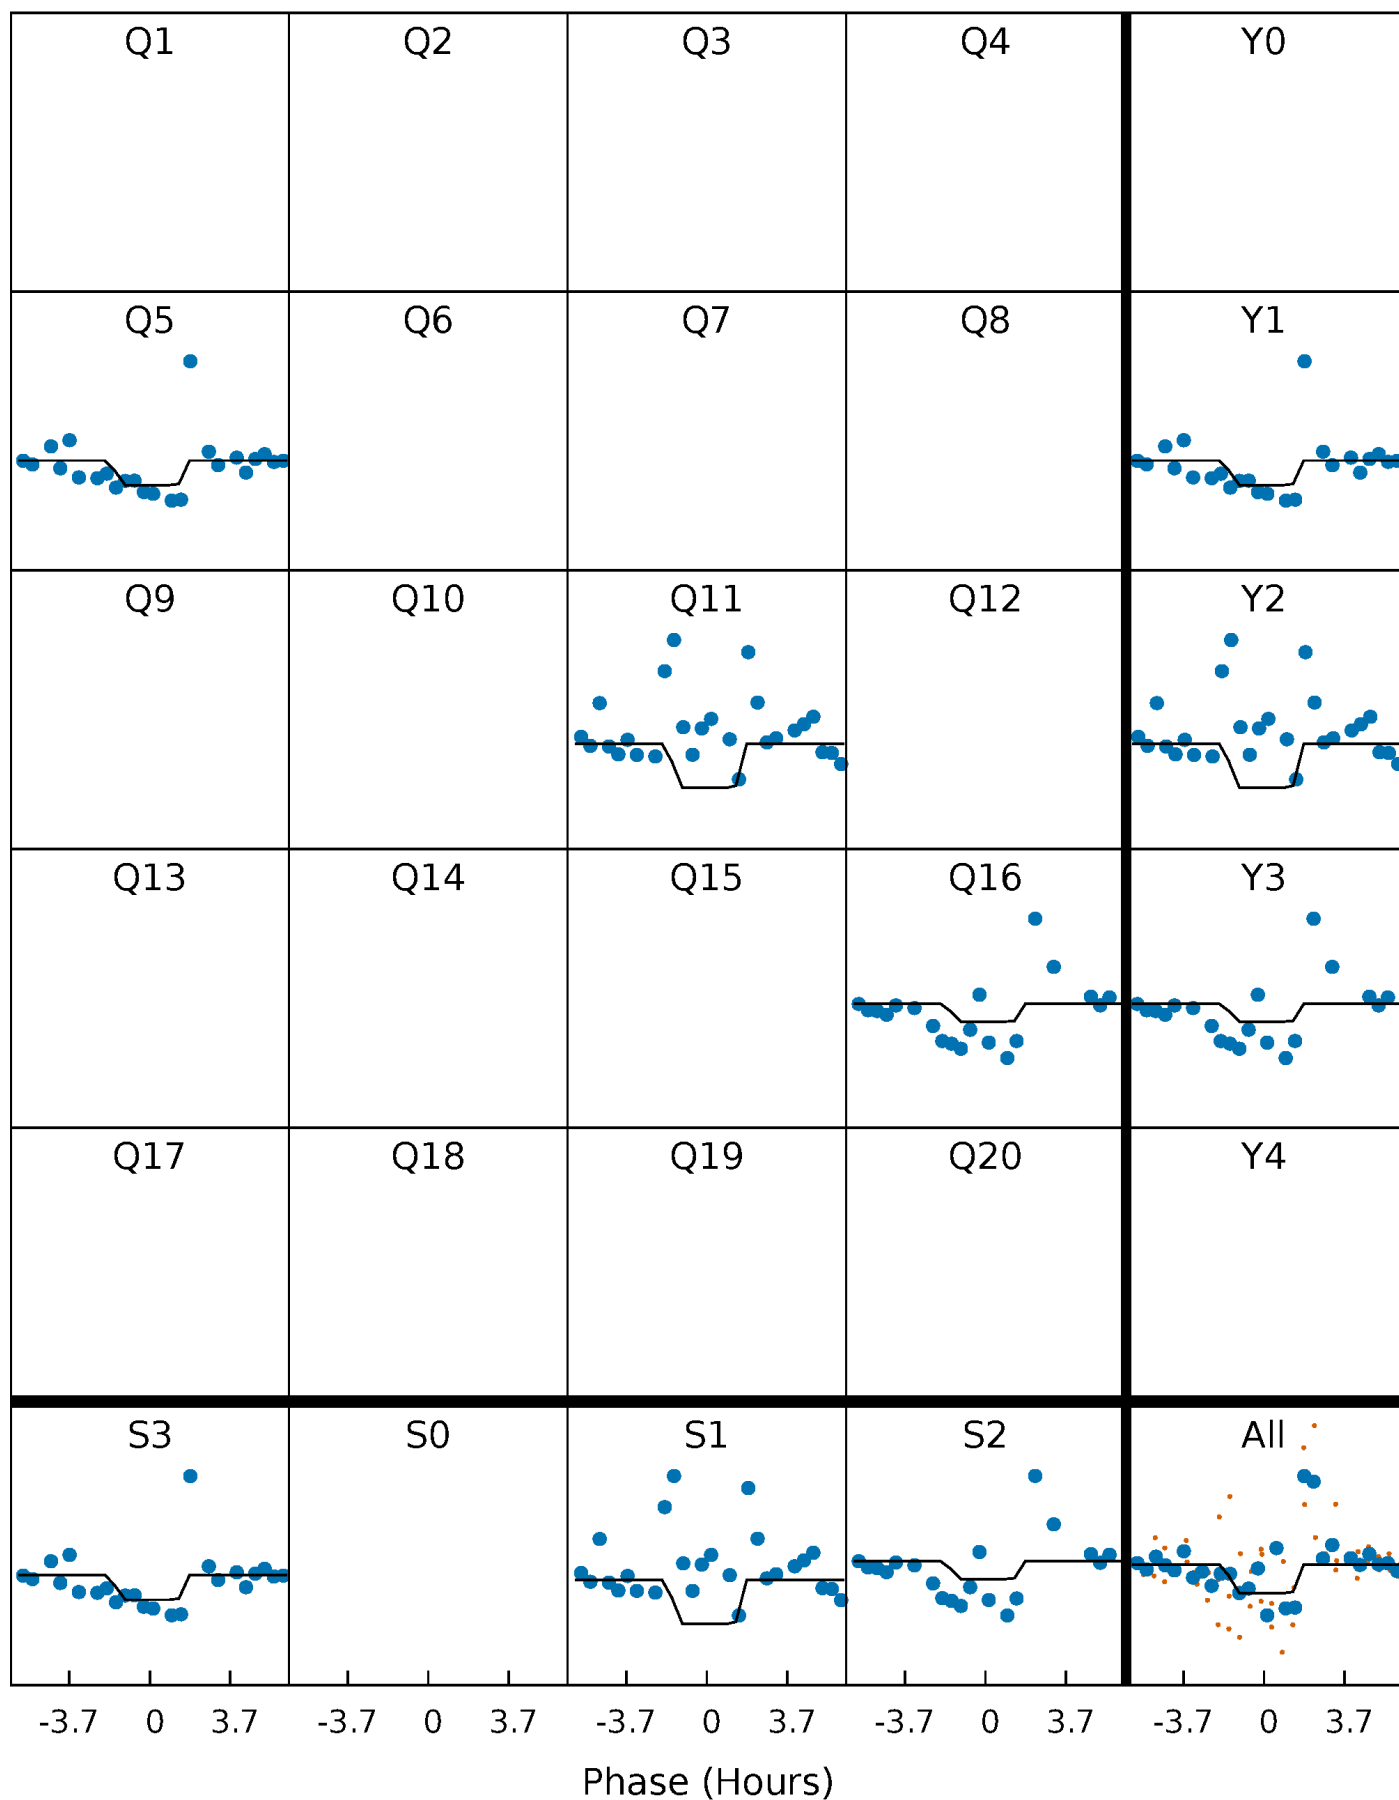 Q1 Q2 Q3 Q4 Y0
Q5 Q6 Q7 Q8 Y1
Q9 Q10 Q11 Q12 Y2
Q13 Q14 Q15 Q16 Y3
Q17 Q18 Q19 Q20 Y4
S3 S0 S1 S2 All
-3.7 0 3.7 -3.7 0 3.7 -3.7 0 3.7 -3.7 0 3.7 -3.7 0 3.7
Phase (Hours)